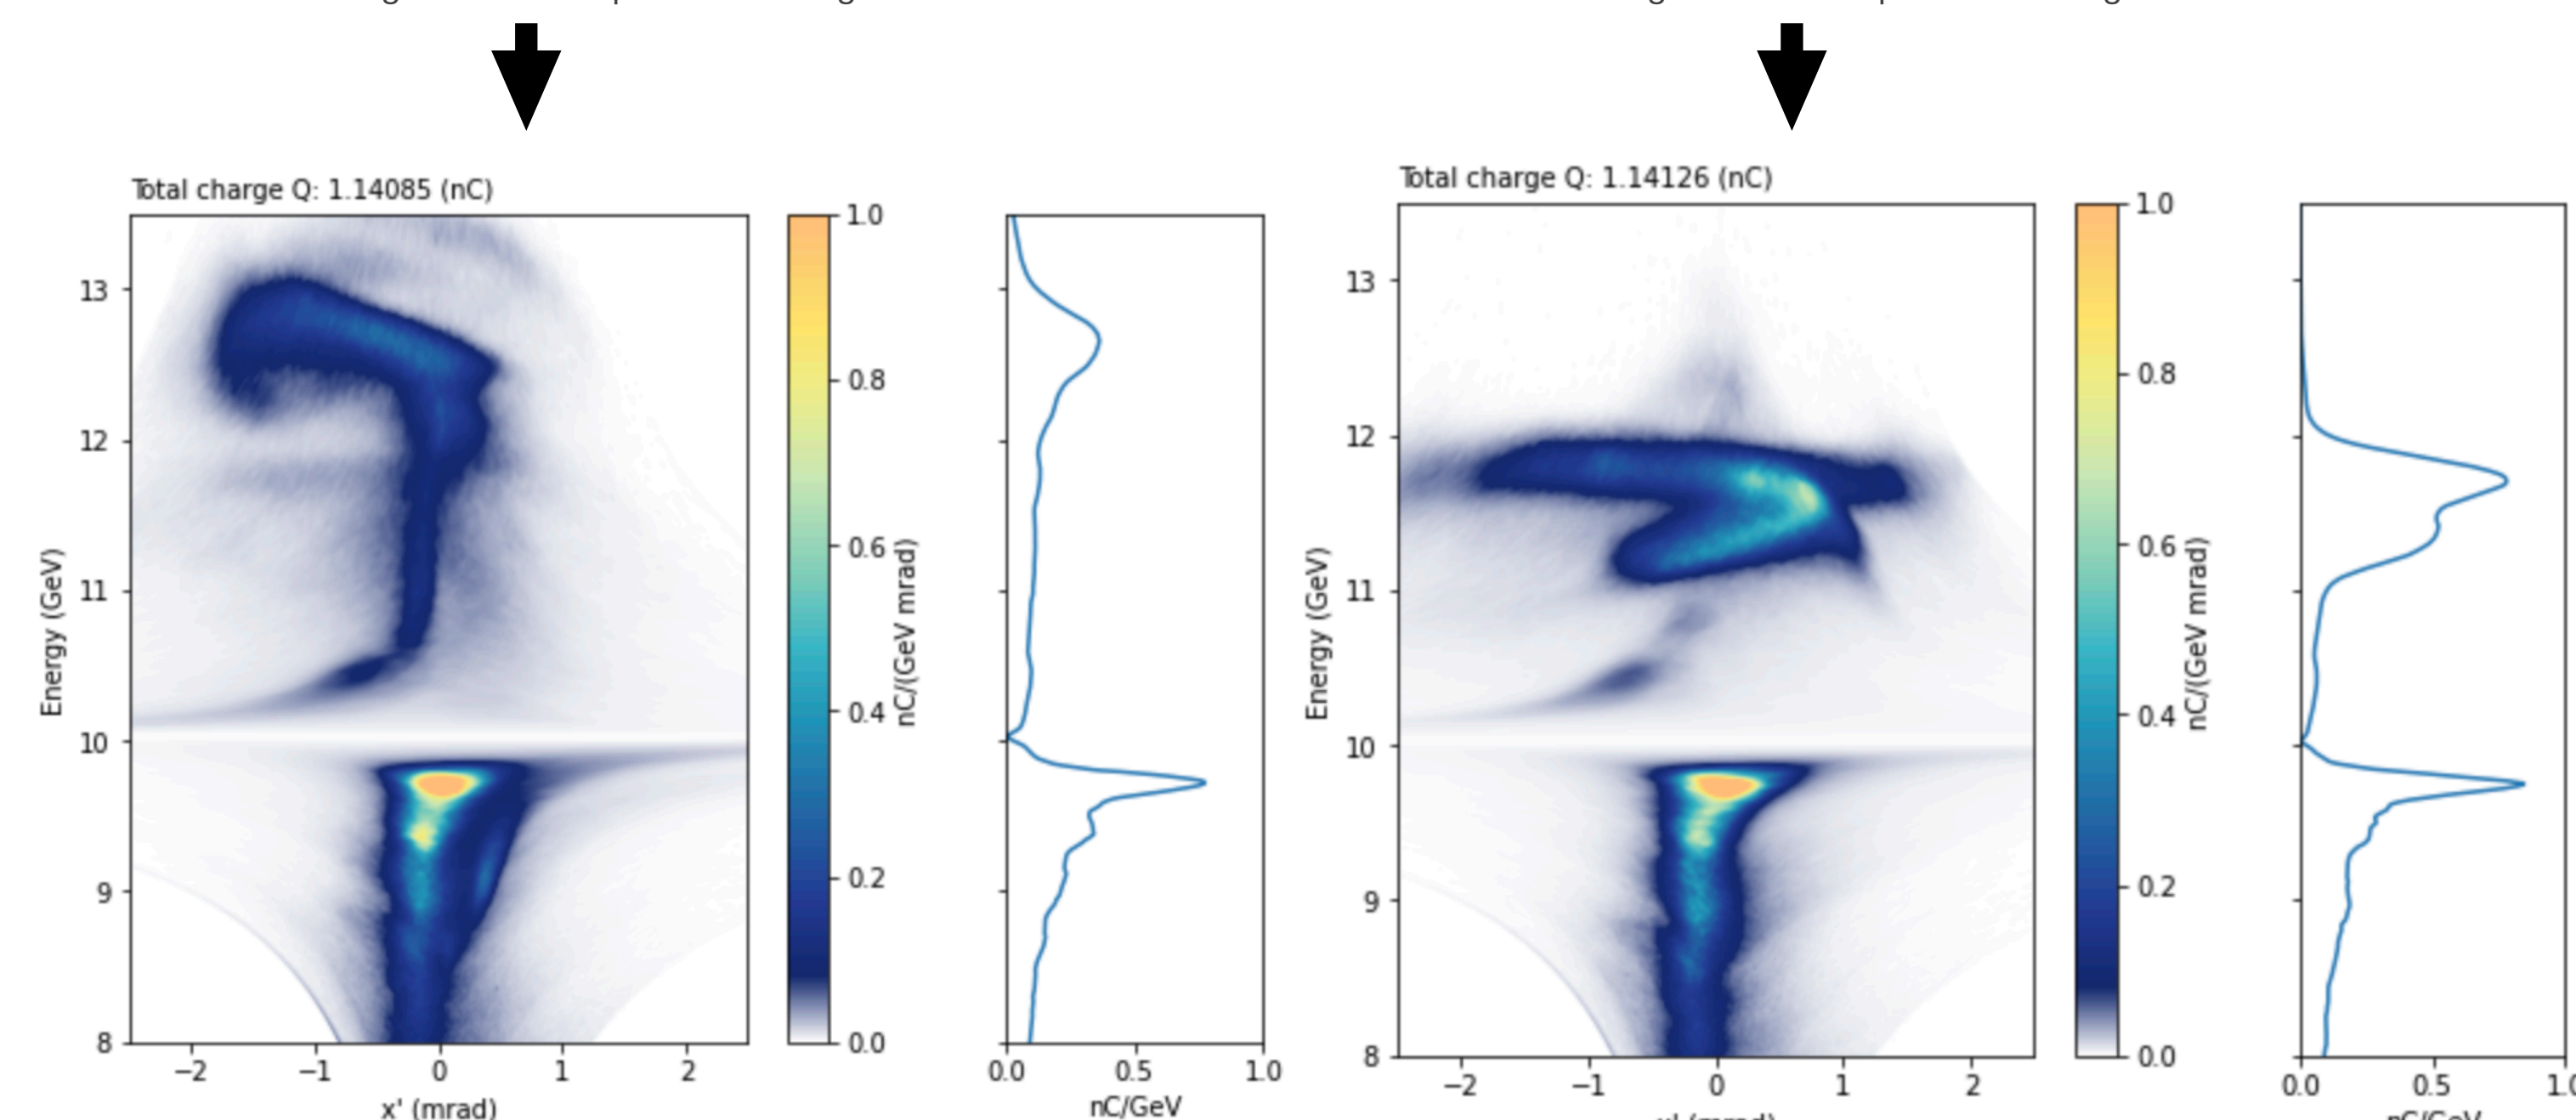 Total charge Q: 1.14085 (nC)
13
12
11
10
9
8
Energy (GeV)
−2 −1 0 1 2
x' (mrad)
1.0
0.8
0.6
0.4
0.2
0.0
nC/(GeV mrad)
0.0 0.5 1.0
nC/GeV
Total charge Q: 1.14126 (nC)
13
12
11
10
9
8
Energy (GeV)
−2 −1 0 1 2
1.0
0.8
0.6
0.4
0.2
0.0
nC/(GeV mrad)
0.0 0.5